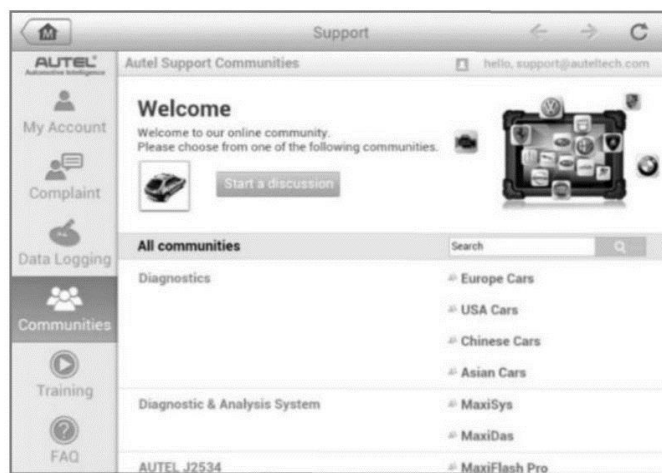 M
Support
AUTEL
Automotive Intelligence
Autel Support Communities
hello, support@auteltech.com
My Account
Complaint
Data Logging
Communities
Training
FAQ
Welcome
Welcome to our online community.
Please choose from one of the following communities.
Start a discussion
All communities
Search
Diagnostics
Europe Cars
USA Cars
Chinese Cars
Asian Cars
Diagnostic & Analysis System
MaxiSys
MaxiDas
AUTEL J2534
MaxiFlash Pro